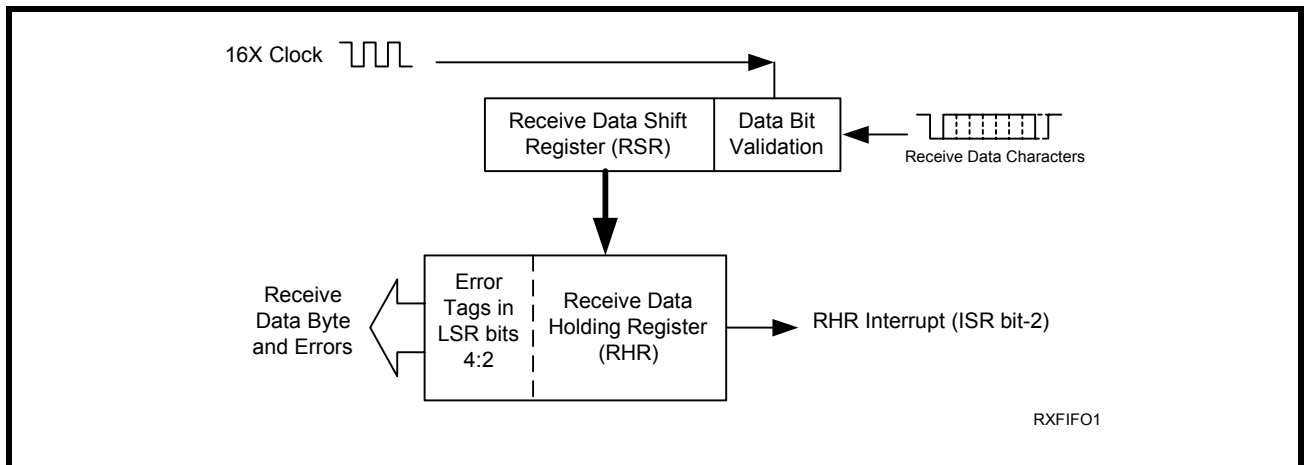 16X Clock
Receive Data Shift
Register (RSR)
Data Bit
Validation
Receive Data Characters
Receive
Data Byte
and Errors
Error
Tags in
LSR bits
4:2
Receive Data
Holding Register
(RHR)
RHR Interrupt (ISR bit-2)
RXFIFO1